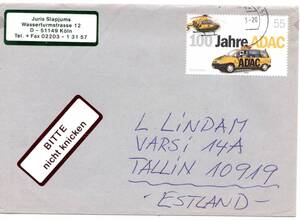 Juris Slapjums
Wasserturmstrasse 12
D - 51149 Köln
Tel. + Fax 02203 - 1 31 57
100 Jahre ADAC
55
BITTE
nicht knicken
L. LINDAM
VARSI 14A
TALLIN 10919
- ESTLAND -